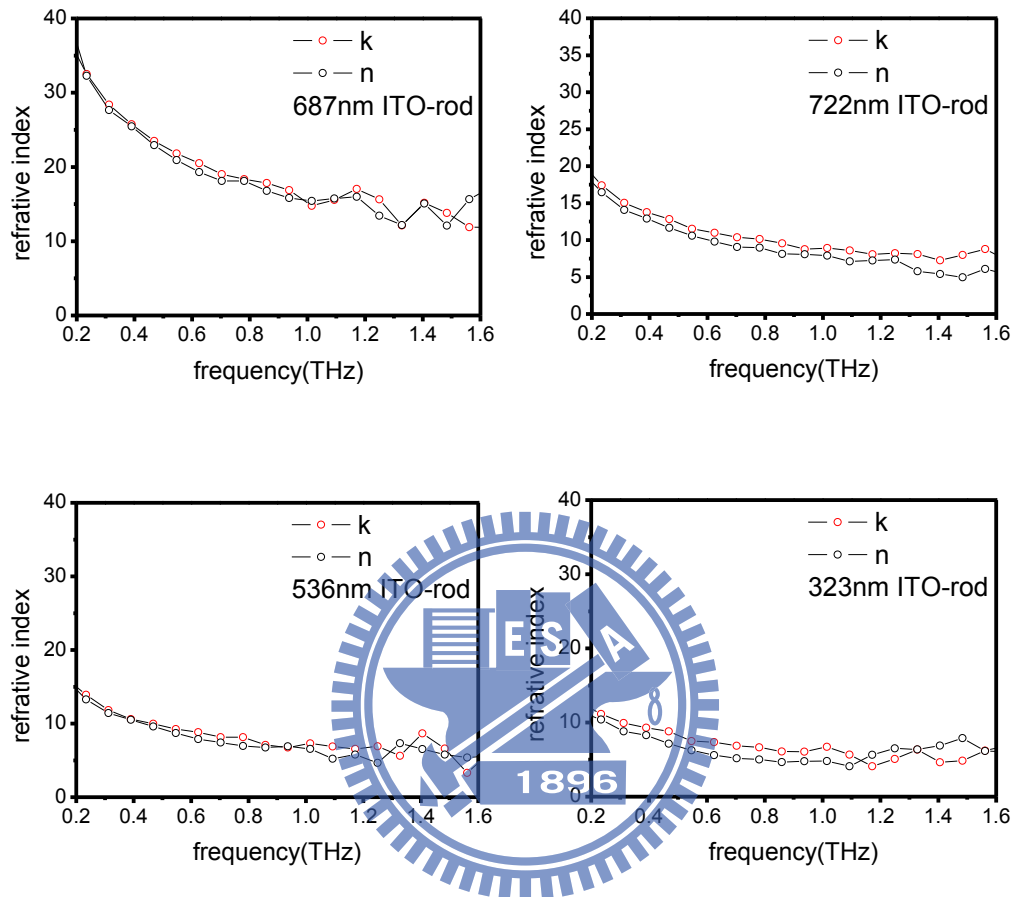 40
30
20
10
0
0.2 0.4 0.6 0.8 1.0 1.2 1.4 1.6
refrative index
frequency(THz)
k
n
687nm ITO-rod
40
35
30
25
20
15
10
5
0
0.2 0.4 0.6 0.8 1.0 1.2 1.4 1.6
refrative index
frequency(THz)
k
n
722nm ITO-rod
40
30
20
10
0
0.2 0.4 0.6 0.8 1.0 1.2 1.4 1.6
refrative index
frequency(THz)
k
n
536nm ITO-rod
40
30
20
10
0
0.2 0.4 0.6 0.8 1.0 1.2 1.4 1.6
refrative index
frequency(THz)
k
n
323nm ITO-rod
E S A
1896